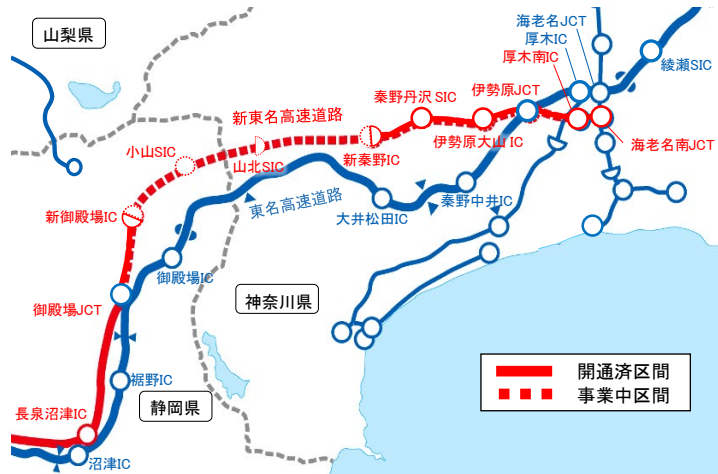 海老名JCT
山梨県
厚木IC
厚木南IC
綾瀬SIC
伊勢原JCT
秦野丹沢 SIC
新東名高速道路
伊勢原大山 IC
海老名南JCT
小山SIC
山北SIC
新秦野IC
東名高速道路
秦野中井IC
大井松田IC
新御殿場IC
御殿場IC
御殿場JCT
神奈川県
開通済区間
事業中区間
裾野IC
静岡県
長泉沼津IC
沼津IC